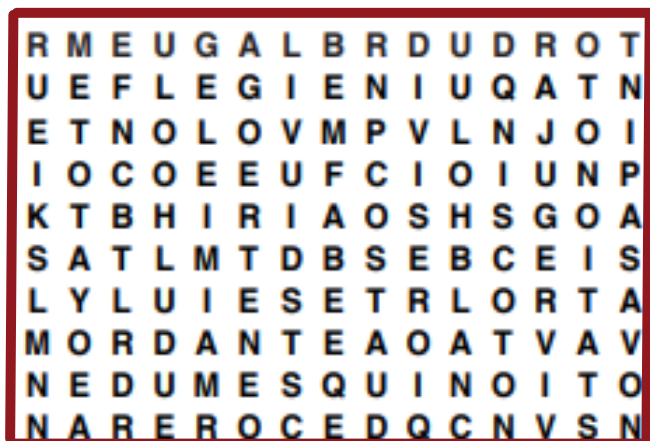 R M E U G A L B R D U D R O T
U E F L E G I E N I U Q A T N
E T N O L O V M P V L N J O I
I O C O E E U F C I O I U N P
K T B H I R I A O S H S G O A
S A T L M T D B S E B C E I S
L Y L U I E S E T R L O R T A
M O R D A N T E A O A T V A V
N E D U M E S Q U I N O I T O
N A R E R O C E D Q C N V S N